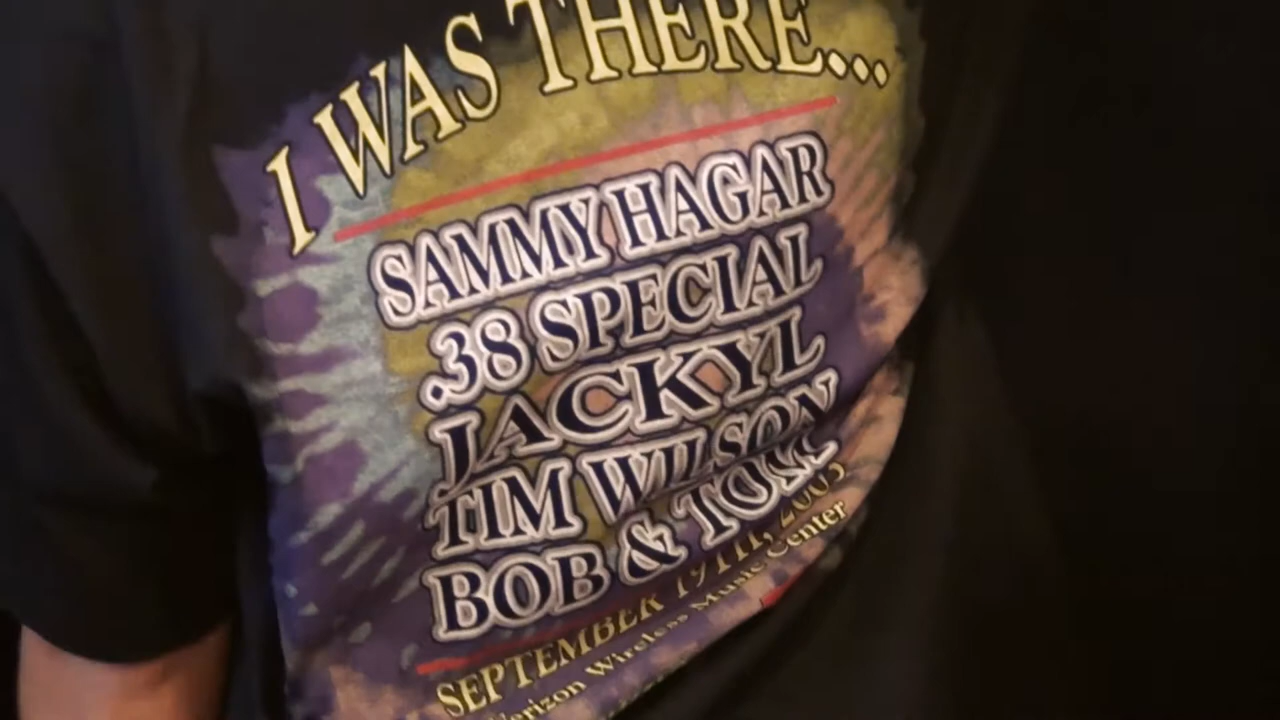 I WAS THERE...
SAMMY HAGAR
.38 SPECIAL
JACKYL
TIM WILSON
BOB & TOM
SEPTEMBER 19TH, 2003
Verizon Wireless Music Center